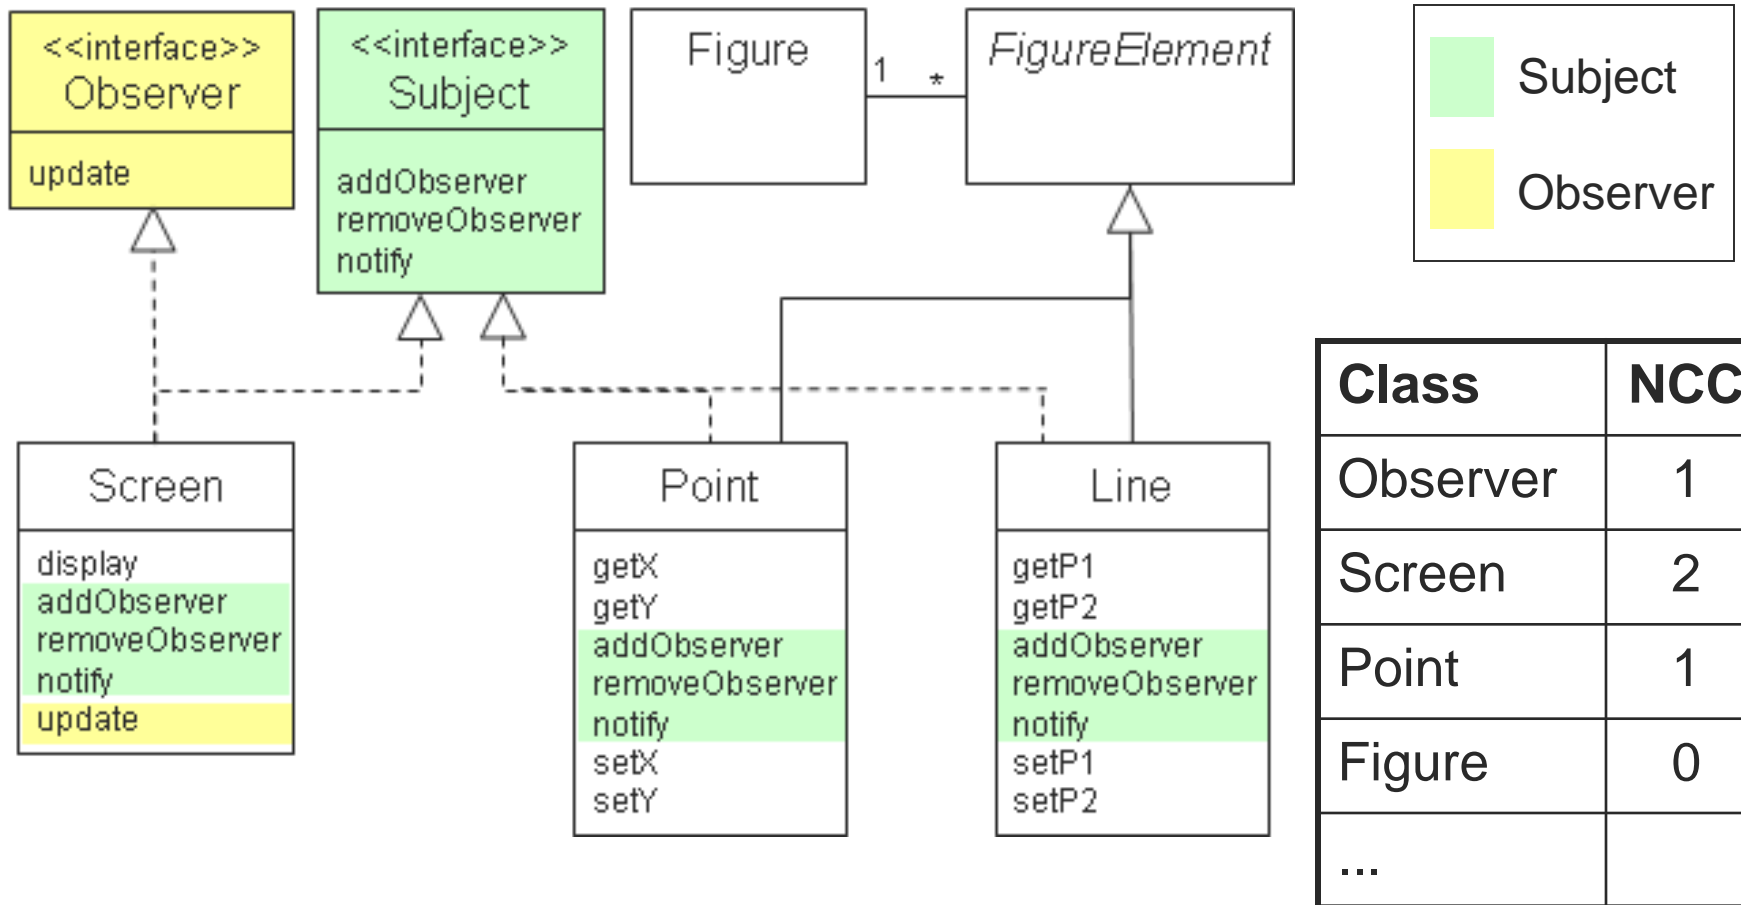 <<interface>>
Observer
update
<<interface>>
Subject
addObserver
removeObserver
notify
Figure
1
*
FigureElement
Subject
Observer
Screen
display
addObserver
removeObserver
notify
update
Point
getX
getY
addObserver
removeObserver
notify
setX
setY
Line
getP1
getP2
addObserver
removeObserver
notify
setP1
setP2
Class NCC
Observer 1
Screen 2
Point 1
Figure 0
...